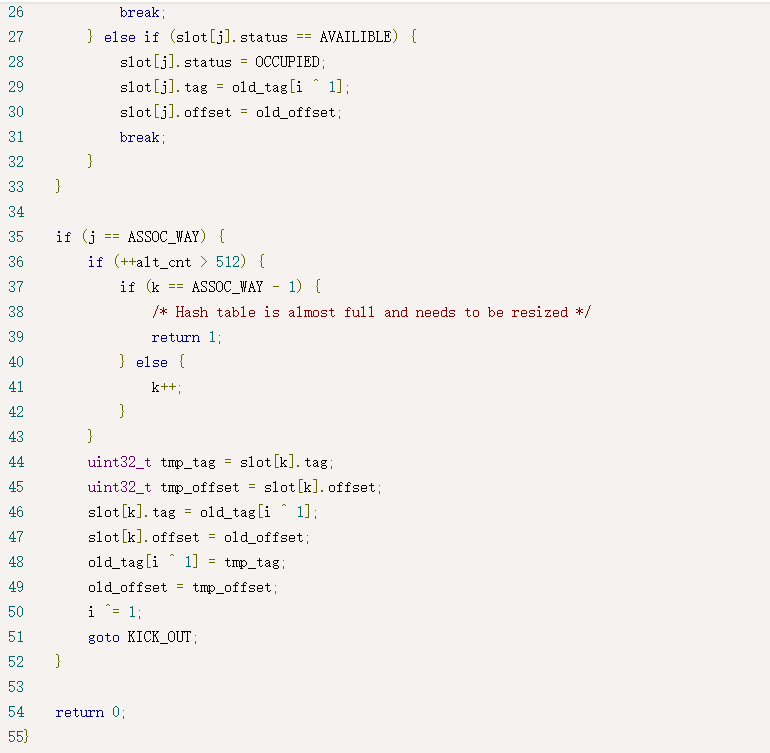 26            break;
27        } else if (slot[j].status == AVAILIBLE) {
28            slot[j].status = OCCUPIED;
29            slot[j].tag = old_tag[i ^ 1];
30            slot[j].offset = old_offset;
31            break;
32        }
33    }
34
35    if (j == ASSOC_WAY) {
36        if (++alt_cnt > 512) {
37            if (k == ASSOC_WAY - 1) {
38                /* Hash table is almost full and needs to be resized */
39                return 1;
40            } else {
41                k++;
42            }
43        }
44        uint32_t tmp_tag = slot[k].tag;
45        uint32_t tmp_offset = slot[k].offset;
46        slot[k].tag = old_tag[i ^ 1];
47        slot[k].offset = old_offset;
48        old_tag[i ^ 1] = tmp_tag;
49        old_offset = tmp_offset;
50        i ^= 1;
51        goto KICK_OUT;
52    }
53
54    return 0;
55}